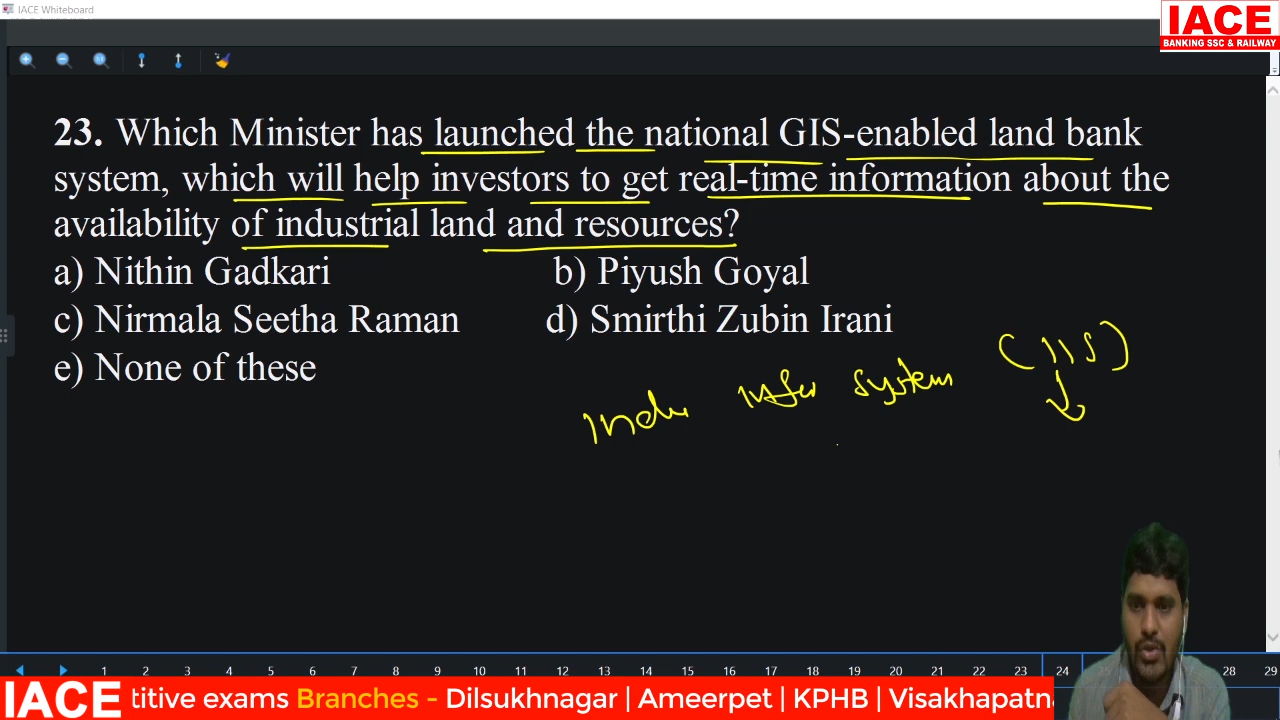 IACE Whiteboard
IACE
BANKING SSC & RAILWAY
23. Which Minister has launched the national GIS-enabled land bank
system, which will help investors to get real-time information about the
availability of industrial land and resources?
a) Nithin Gadkari b) Piyush Goyal
c) Nirmala Seetha Raman d) Smirthi Zubin Irani
e) None of these
system (IIS)
1 2 3 4 5 6 7 8 9 10 11 12 13 14 15 16 17 18 19 20 21 22 23 24 28 29
IACE titive exams Branches - Dilsukhnagar | Ameerpet | KPHB | Visakhapatna